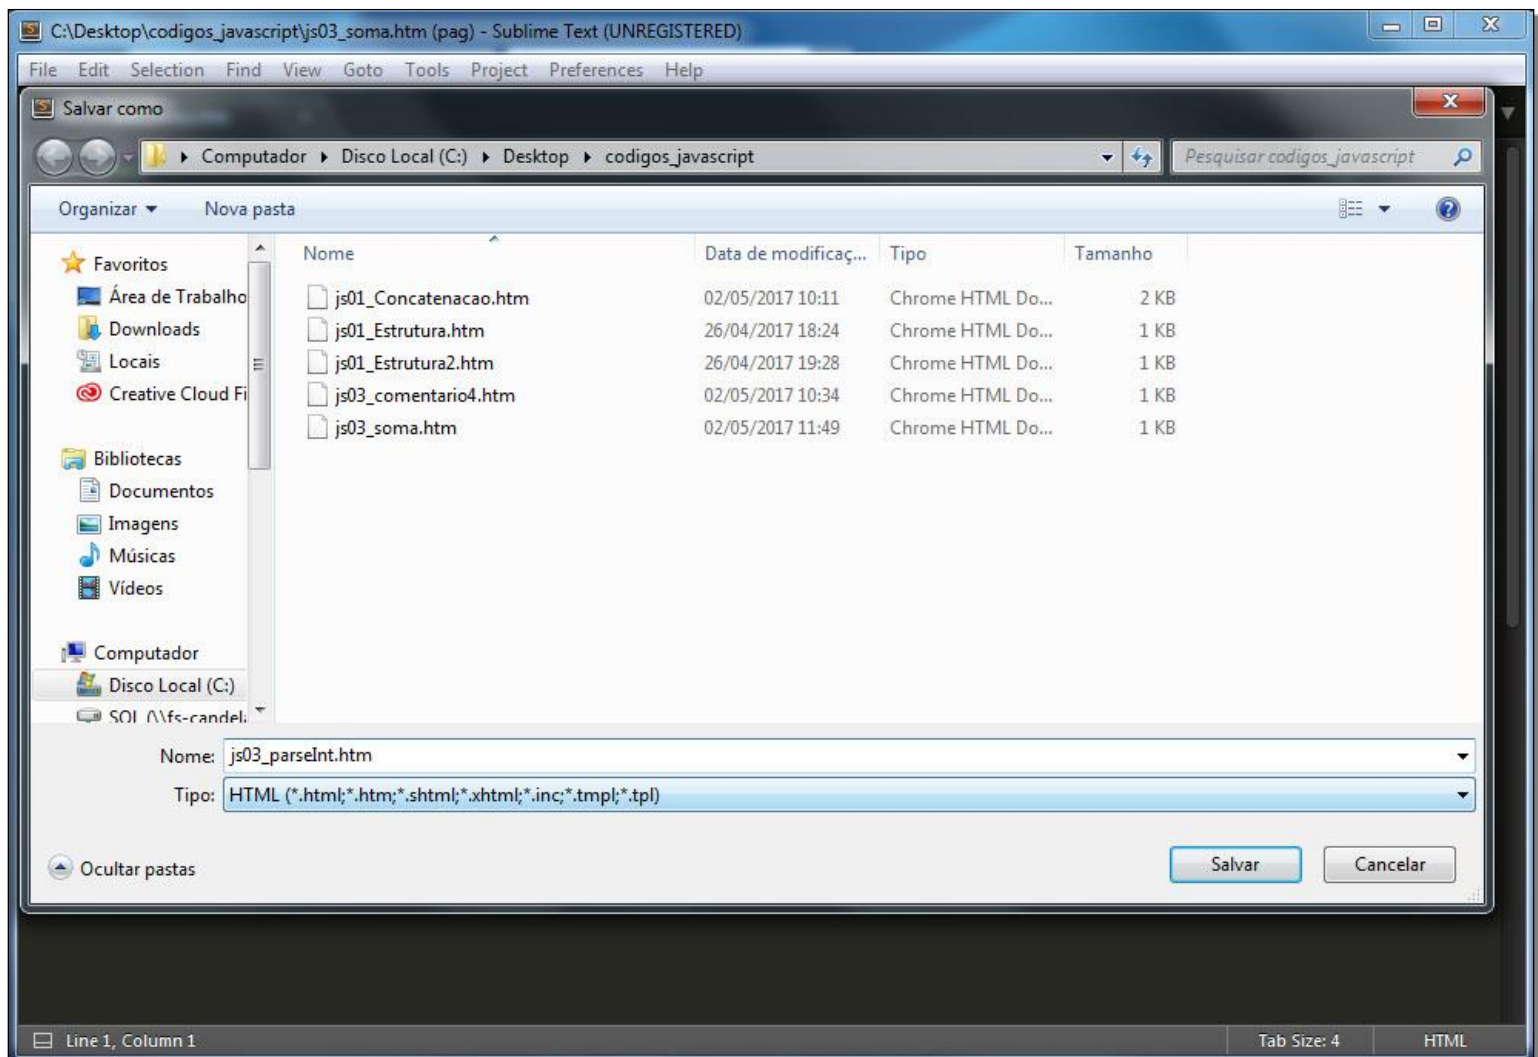 C:\Desktop\codigos_javascript\js03_soma.htm (pag) - Sublime Text (UNREGISTERED)
File Edit Selection Find View Goto Tools Project Preferences Help
Salvar como
Computador Disco Local (C:) Desktop codigos_javascript Pesquisar codigos_javascript
Organizar Nova pasta
Favoritos
Área de Trabalho
Downloads
Locais
Creative Cloud Fi
Bibliotecas
Documentos
Imagens
Músicas
Vídeos
Computador
Disco Local (C:)
SQL (\\fs-candel
Nome Data de modificaç... Tipo Tamanho
js01_Concatenacao.htm 02/05/2017 10:11 Chrome HTML Do... 2 KB
js01_Estrutura.htm 26/04/2017 18:24 Chrome HTML Do... 1 KB
js01_Estrutura2.htm 26/04/2017 19:28 Chrome HTML Do... 1 KB
js03_comentario4.htm 02/05/2017 10:34 Chrome HTML Do... 1 KB
js03_soma.htm 02/05/2017 11:49 Chrome HTML Do... 1 KB
Nome: js03_parseInt.htm
Tipo: HTML (*.html;*.htm;*.shtml;*.xhtml;*.inc;*.tmpl;*.tpl)
Ocultar pastas Salvar Cancelar
Line 1, Column 1 Tab Size: 4 HTML